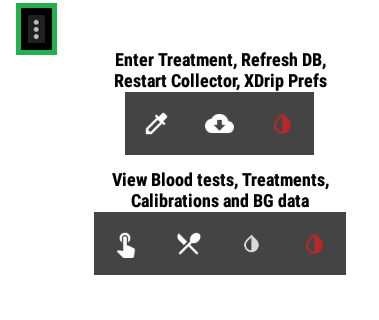 Enter Treatment, Refresh DB,
Restart Collector, XDrip Prefs
View Blood tests, Treatments,
Calibrations and BG data